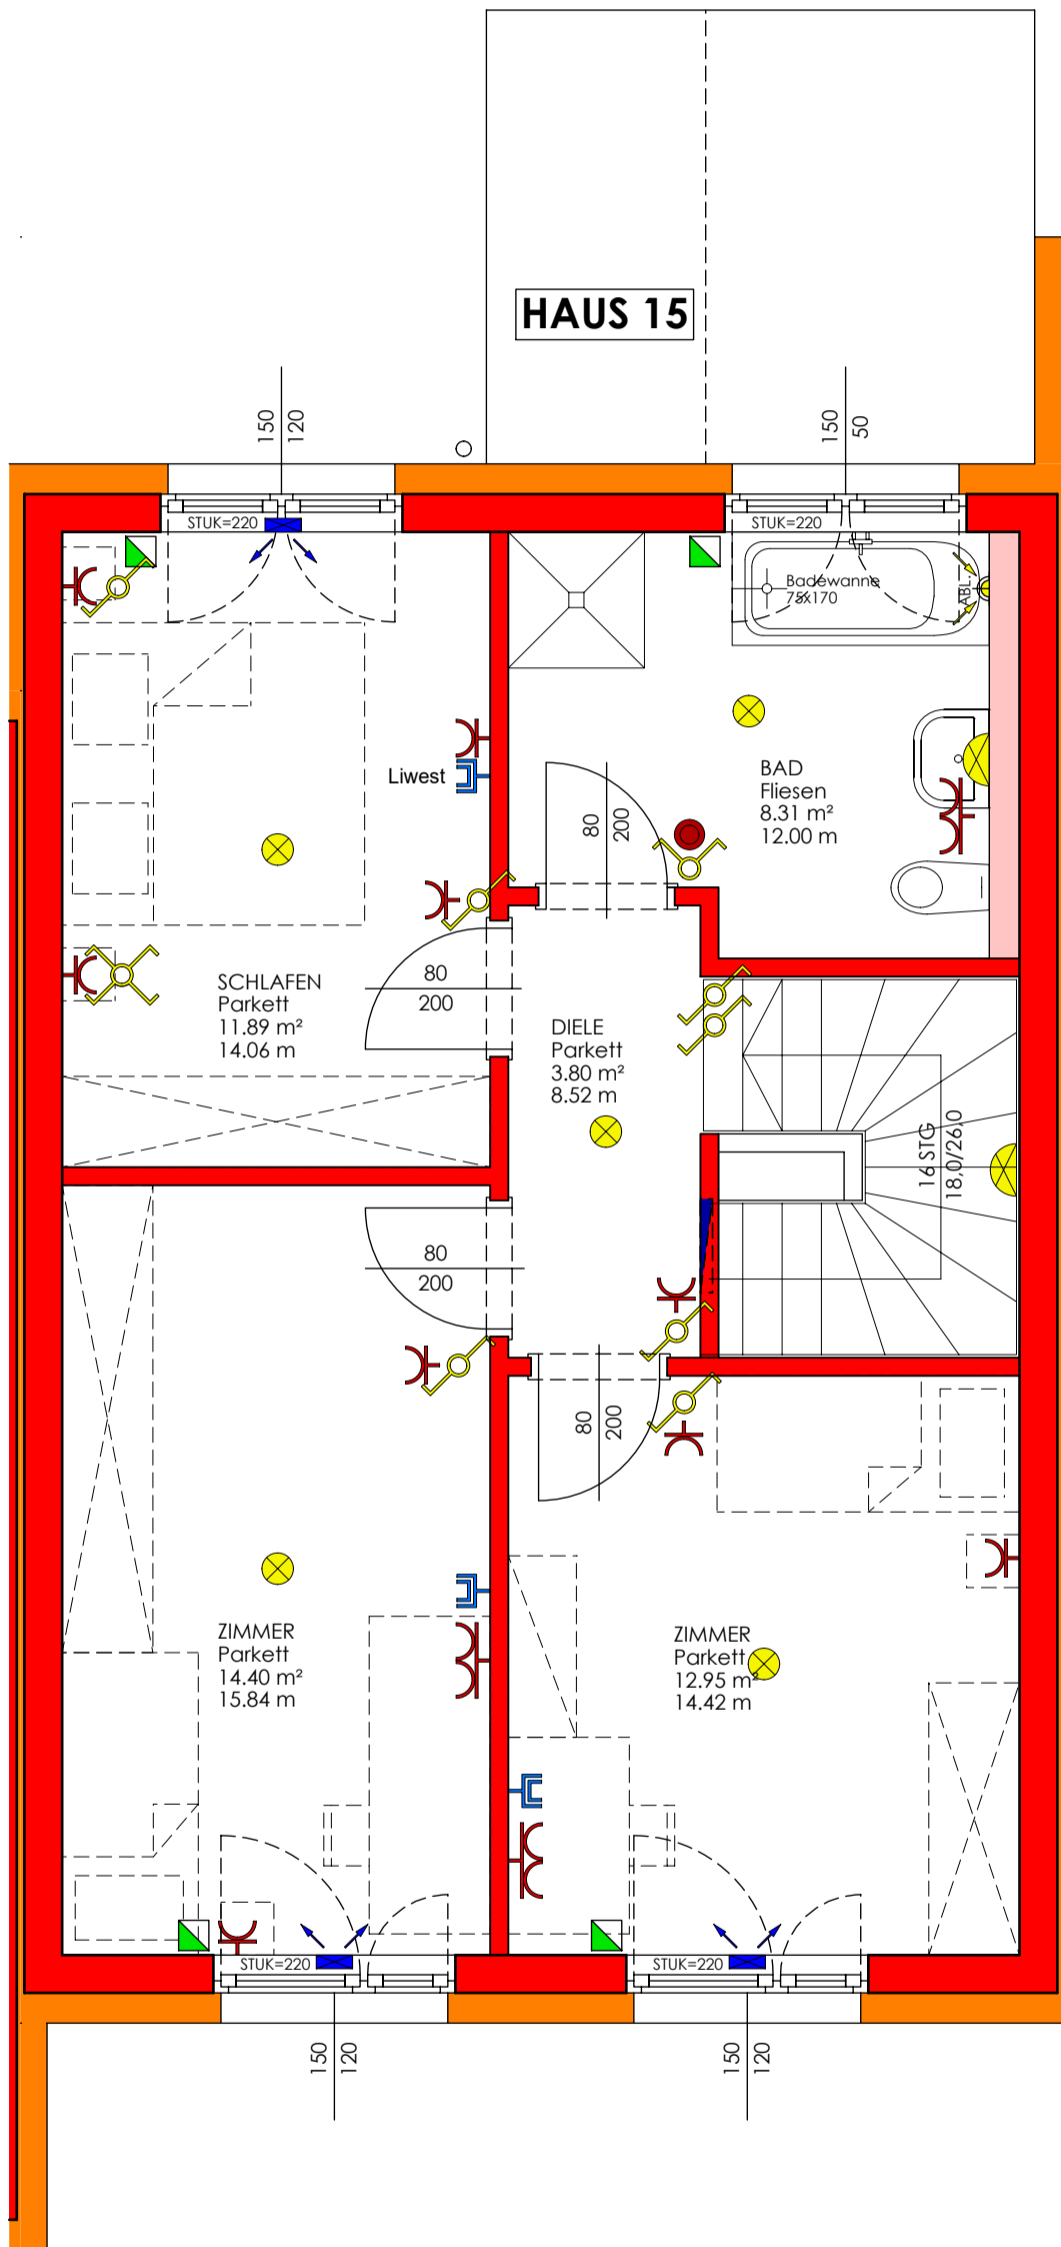 HAUS 15
150
120
150
50
STUK=220
STUK=220
Badewanne
75x170
ABL.
Liwest
BAD
Fliesen
8.31 m²
12.00 m
80
200
SCHLAFEN
Parkett
11.89 m²
14.06 m
80
200
DIELE
Parkett
3.80 m²
8.52 m
16 STG
18,0/26,0
80
200
80
200
ZIMMER
Parkett
14.40 m²
15.84 m
ZIMMER
Parkett
12.95 m²
14.42 m
STUK=220
STUK=220
150
120
150
120